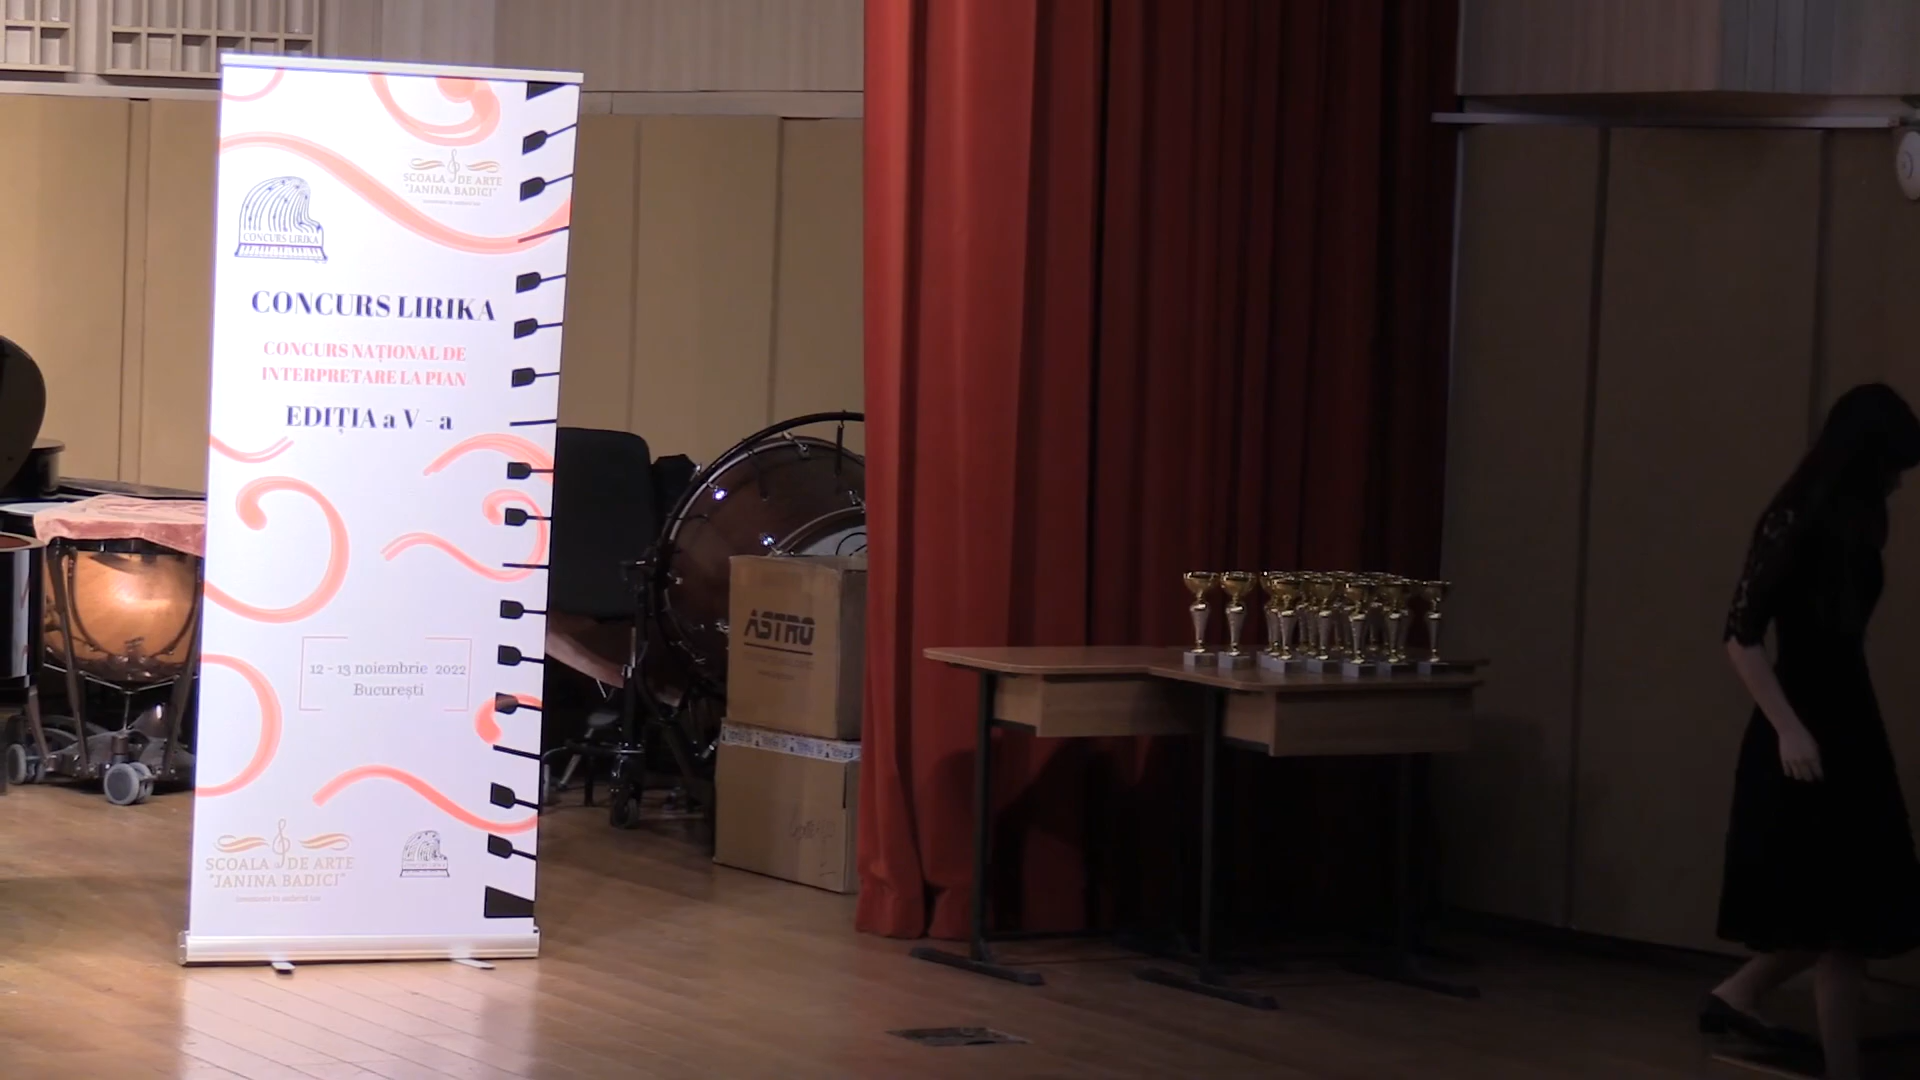 SCOALA DE ARTE
"JANINA BADICI"
CONCURS LIRIKA
CONCURS LIRIKA
CONCURS NAȚIONAL DE
INTERPRETARE LA PIAN
EDIȚIA a V - a
12 - 13 noiembrie 2022
București
SCOALA DE ARTE
"JANINA BADICI"
ASTRO